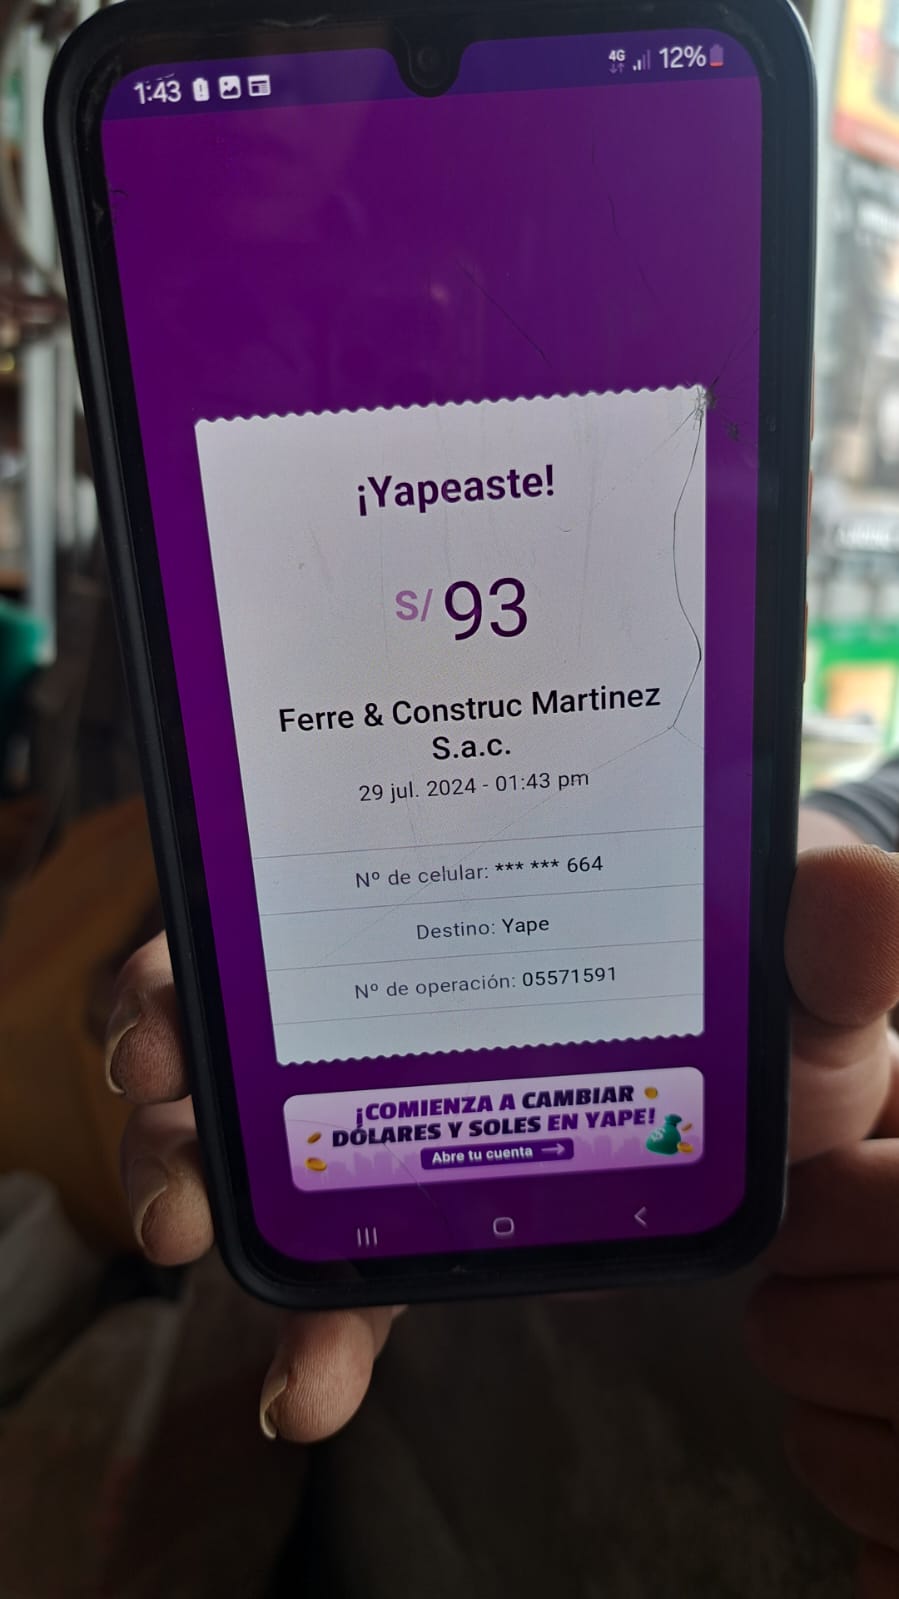 1:43
4G 12%
¡Yapeaste!
S/ 93
Ferre & Construc Martinez
S.a.c.
29 jul. 2024 - 01:43 pm
Nº de celular: *** *** 664
Destino: Yape
Nº de operación: 05571591
¡COMIENZA A CAMBIAR
DÓLARES Y SOLES EN YAPE!
Abre tu cuenta